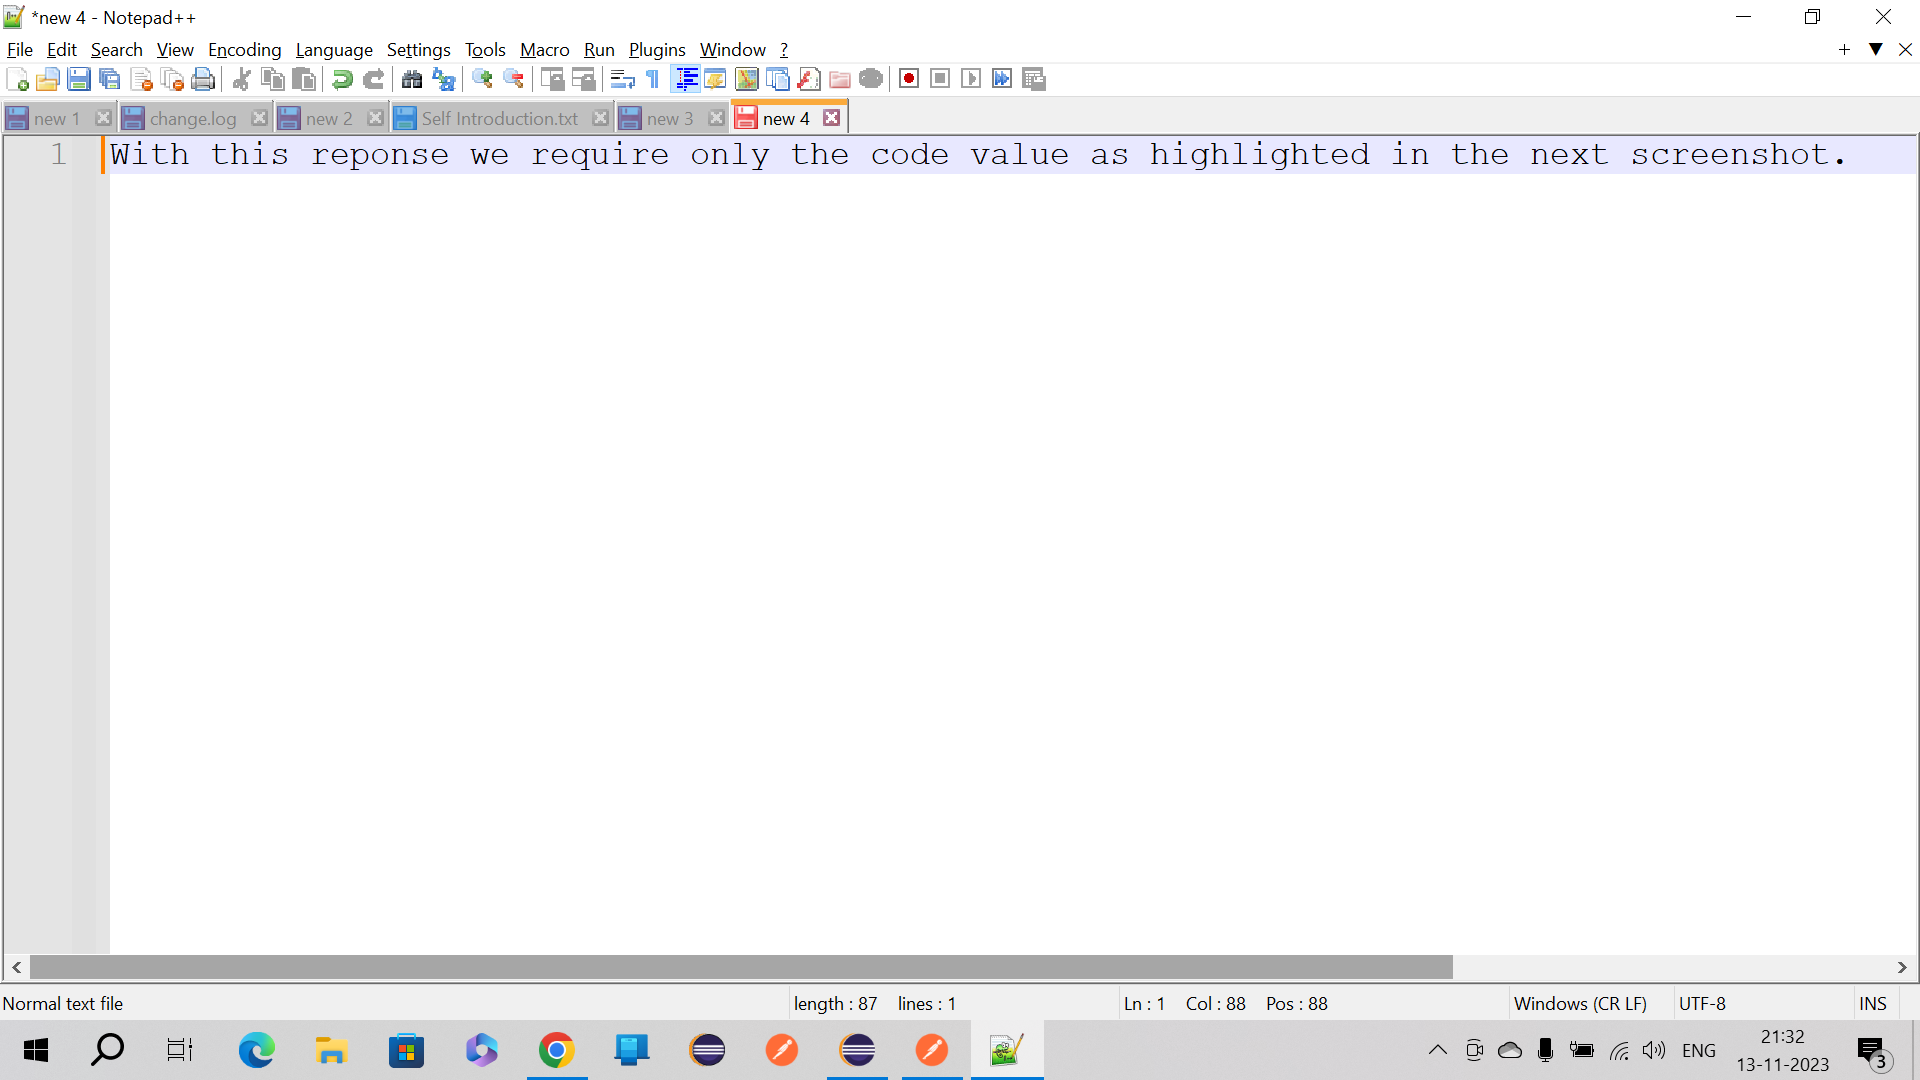 *new 4 - Notepad++
File Edit Search View Encoding Language Settings Tools Macro Run Plugins Window ?
new 1 change.log new 2 Self Introduction.txt new 3 new 4
1 With this reponse we require only the code value as highlighted in the next screenshot.
Normal text file length : 87 lines : 1 Ln : 1 Col : 88 Pos : 88 Windows (CR LF) UTF-8 INS
ENG 21:32
13-11-2023 3